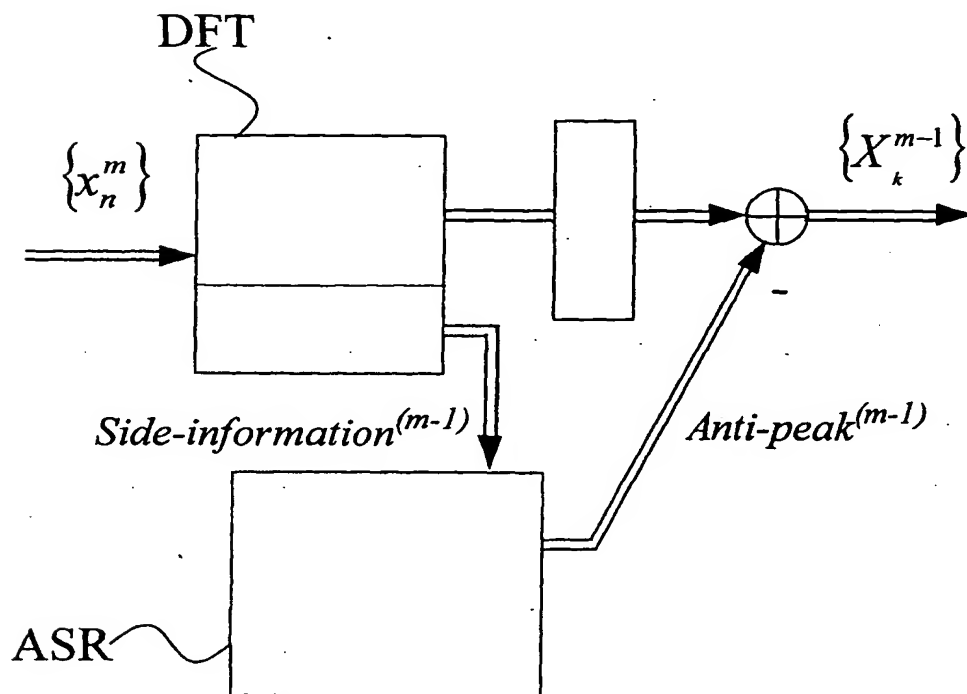 DFT
{x_n^m}
{X_k^{m-1}}
-
Side-information^{(m-1)}
Anti-peak^{(m-1)}
ASR